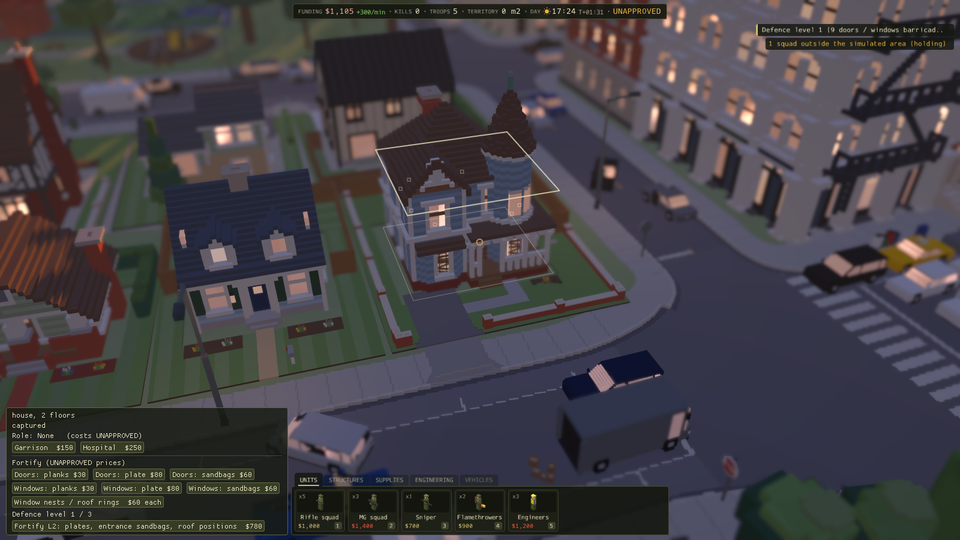 FUNDING $1,105 +300/min · KILLS 0 · TROOPS 5 · TERRITORY 0 m2 · DAY 17:24 T+01:31 · UNAPPROVED
Defence level 1 (9 doors / windows barricad..
1 squad outside the simulated area (holding)
house, 2 floors
captured
Role: None (costs UNAPPROVED)
Garrison $150 Hospital $250
Fortify (UNAPPROVED prices)
Doors: planks $30 Doors: plate $80 Doors: sandbags $60
Windows: planks $30 Windows: plate $80 Windows: sandbags $60
Window nests / roof rings $60 each
Defence level 1 / 3
Fortify L2: plates, entrance sandbags, roof positions $780
UNITS STRUCTURES SUPPLIES ENGINEERING VEHICLES
x5 x3 x1 x2 x3
Rifle squad MG squad Sniper Flamethrowers Engineers
$1,000 1 $1,400 2 $700 3 $900 4 $1,200 5